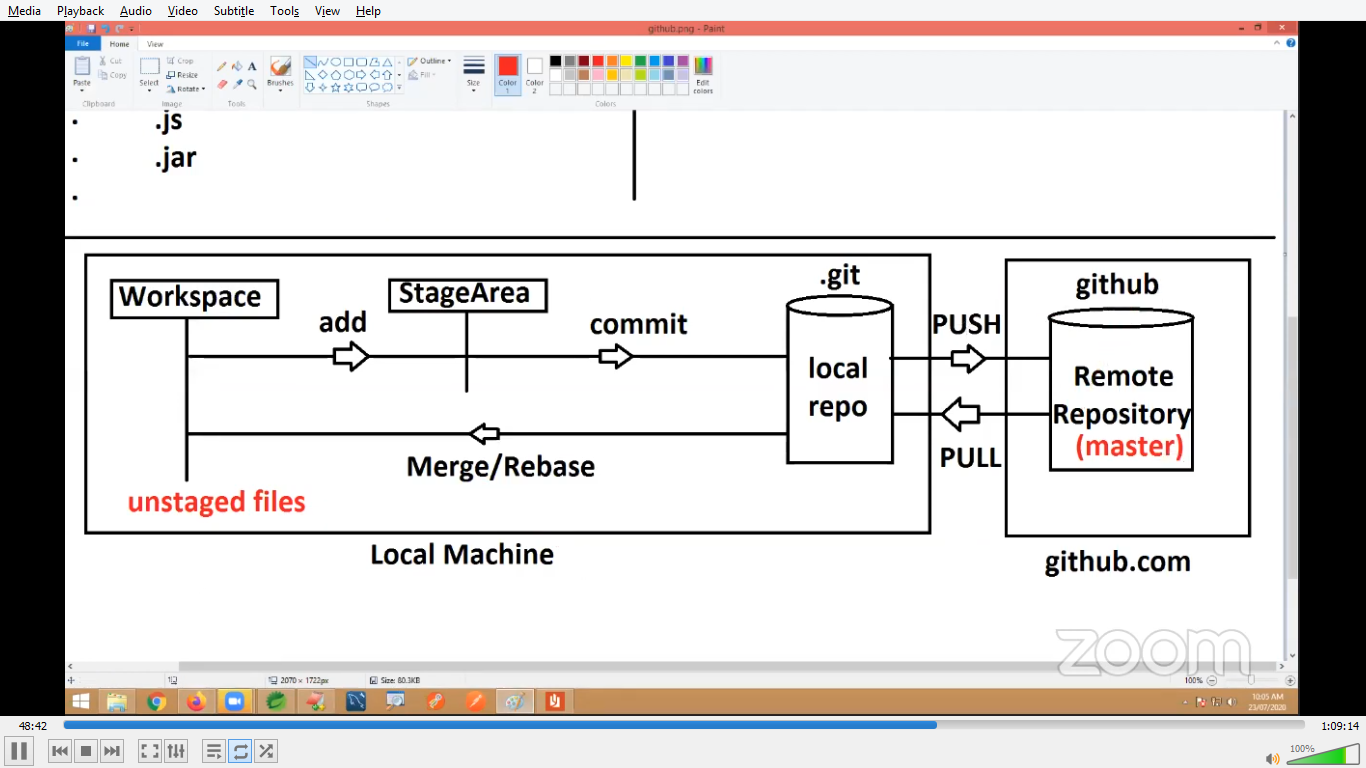 Media Playback Audio Video Subtitle Tools View Help
github.png - Paint
File Home View
Paste
Cut
Copy
Clipboard
Select
Crop
Resize
Rotate
Image
Tools
Brushes
Shapes
Outline
Fill
Size
Color 1
Color 2
Edit colors
Colors
. .js
. .jar
.
Workspace
add
StageArea
commit
.git
local
repo
Merge/Rebase
unstaged files
Local Machine
PUSH
PULL
github
Remote
Repository
(master)
github.com
zoom
2070 × 1722px
Size: 80.3KB
100%
10:05 AM
23/07/2020
48:42
1:09:14
100%